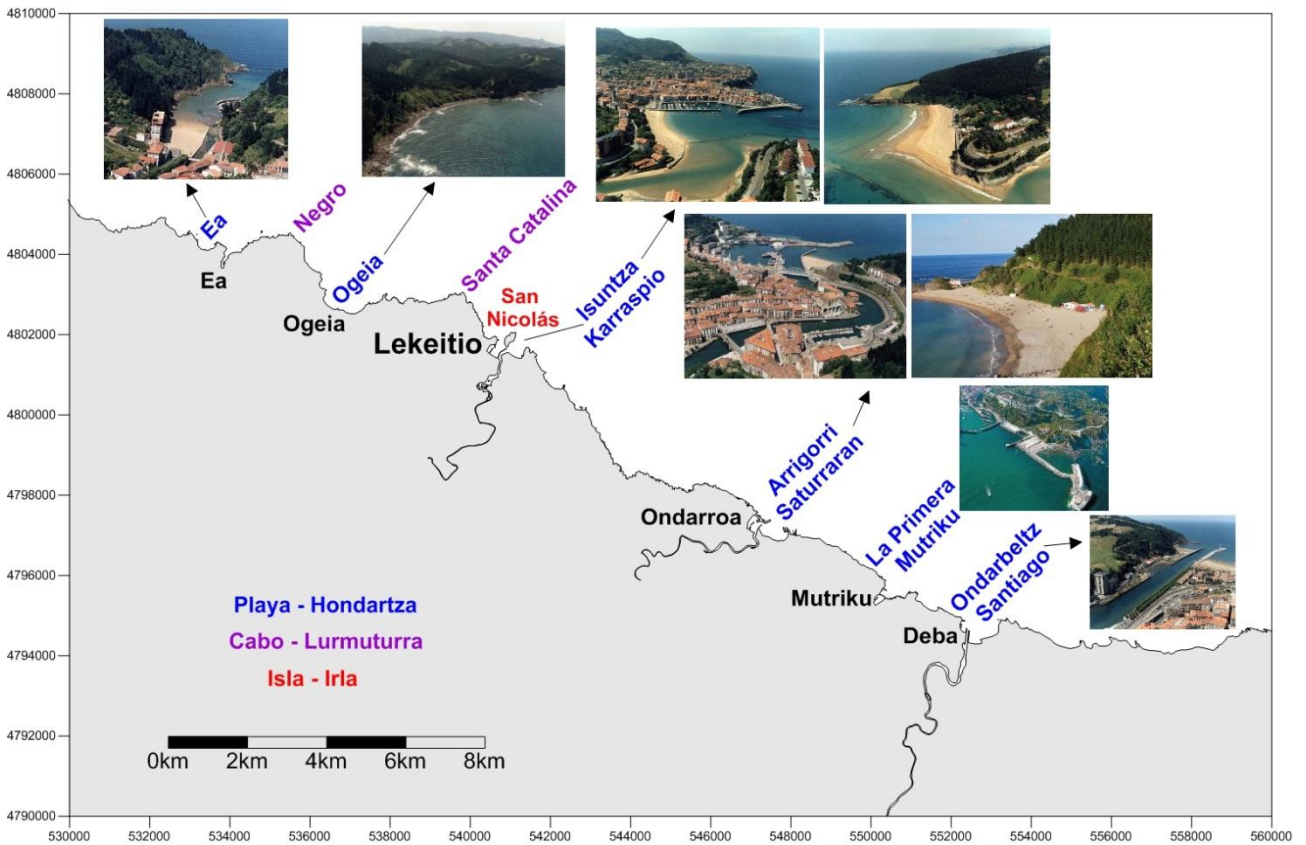 4810000
4808000
4806000
4804000
4802000
4800000
4798000
4796000
4794000
4792000
4790000
530000 532000 534000 536000 538000 540000 542000 544000 546000 548000 550000 552000 554000 556000 558000 560000
Ea
Ea
Negro
Ogeia
Ogeia
Santa Catalina
San
Nicolás
Lekeitio
Isuntza
Karraspio
Ondarroa
Arrigorri
Saturraran
La Primera
Mutriku
Mutriku
Ondarbeltz
Santiago
Deba
Playa - Hondartza
Cabo - Lurmuturra
Isla - Irla
0km 2km 4km 6km 8km